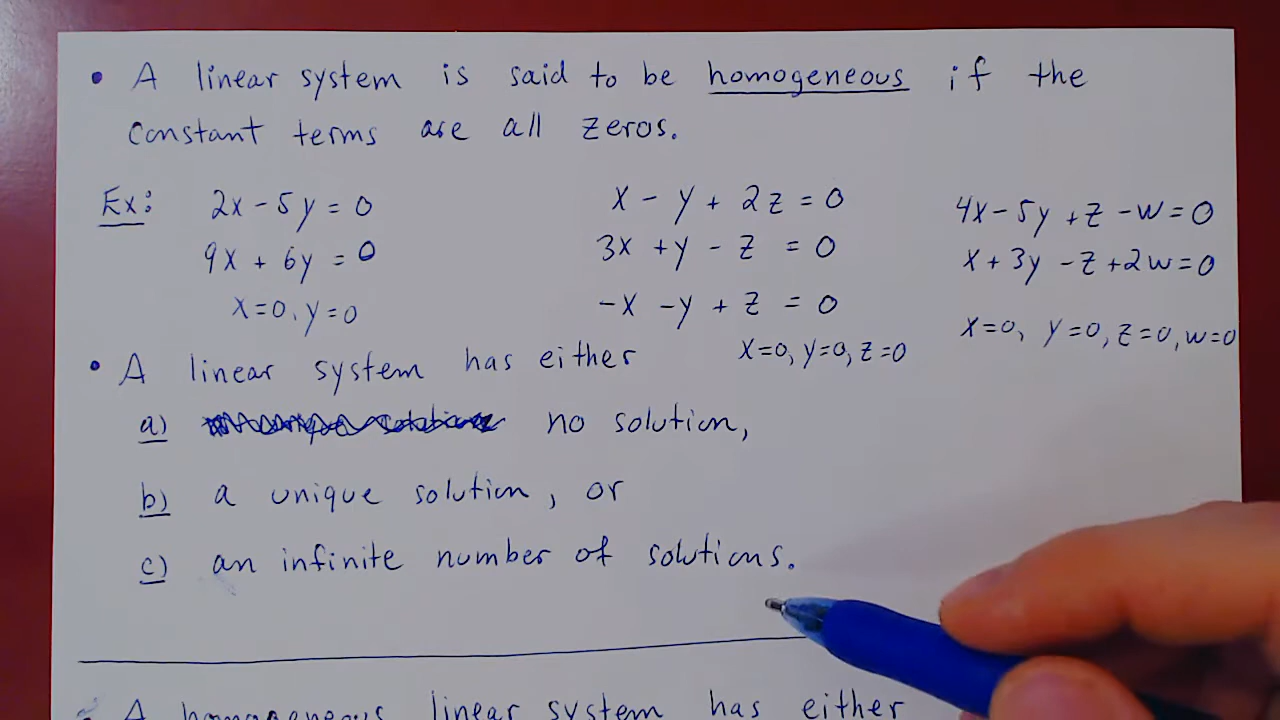 • A linear system is said to be homogeneous if the
constant terms are all zeros.
Ex: 2x - 5y = 0
9x + 6y = 0
x=0, y=0
x - y + 2z = 0
3x + y - z = 0
-x - y + z = 0
x=0, y=0, z=0
4x - 5y + z - w = 0
x + 3y - z + 2w = 0
x=0, y=0, z=0, w=0
• A linear system has either
a) no solution,
b) a unique solution, or
c) an infinite number of solutions.
• A homogeneous linear system has either